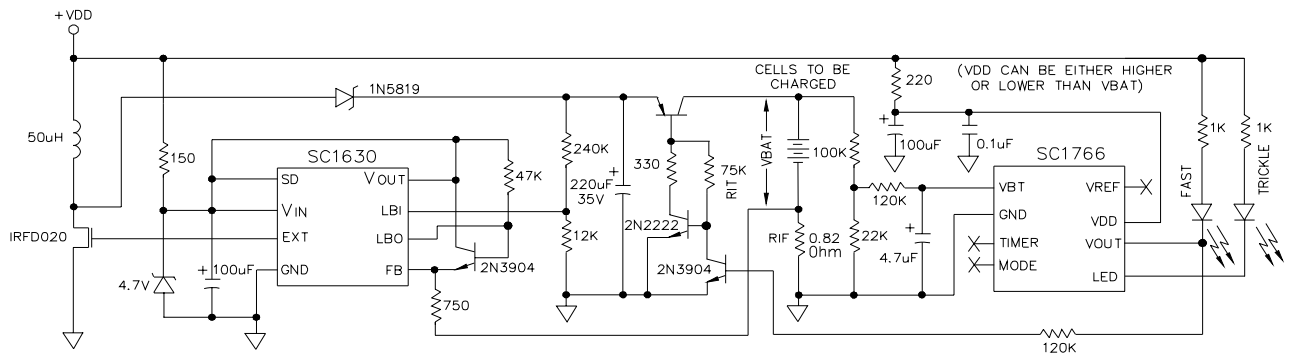 +VDD
CELLS TO BE
CHARGED
220
(VDD CAN BE EITHER HIGHER
OR LOWER THAN VBAT)
1N5819
50uH
150
SC1630
SD
VIN
EXT
GND
VOUT
LBI
LBO
FB
47K
240K
12K
220uF
35V
+
330
75K
RIT
VBAT
100K
+
100uF
0.1uF
1K
1K
FAST
TRICKLE
SC1766
VBT
GND
TIMER
MODE
VREF
VDD
VOUT
LED
IRFD020
4.7V
+
100uF
2N3904
750
2N2222
2N3904
RIF
0.82
Ohm
22K
120K
+
4.7uF
120K